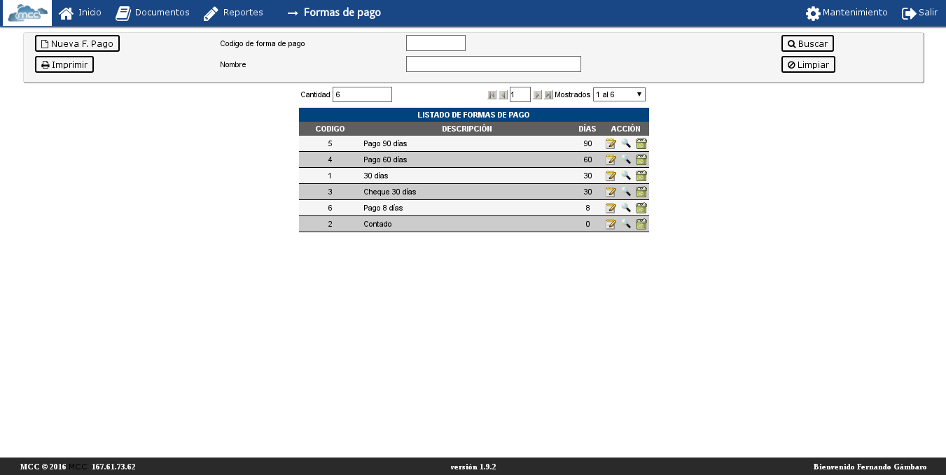 MCC Inicio Documentos Reportes → Formas de pago Mantenimiento Salir
Nueva F. Pago Codigo de forma de pago Buscar
Imprimir Nombre Limpiar
Cantidad 6 1 Mostrados 1 al 6
LISTADO DE FORMAS DE PAGO
CODIGO DESCRIPCIÓN DÍAS ACCIÓN
5 Pago 90 días 90
4 Pago 60 días 60
1 30 días 30
3 Cheque 30 días 30
6 Pago 8 días 8
2 Contado 0
MCC © 2016 MCC 167.61.73.62 versión 1.9.2 Bienvenido Fernando Gámbaro